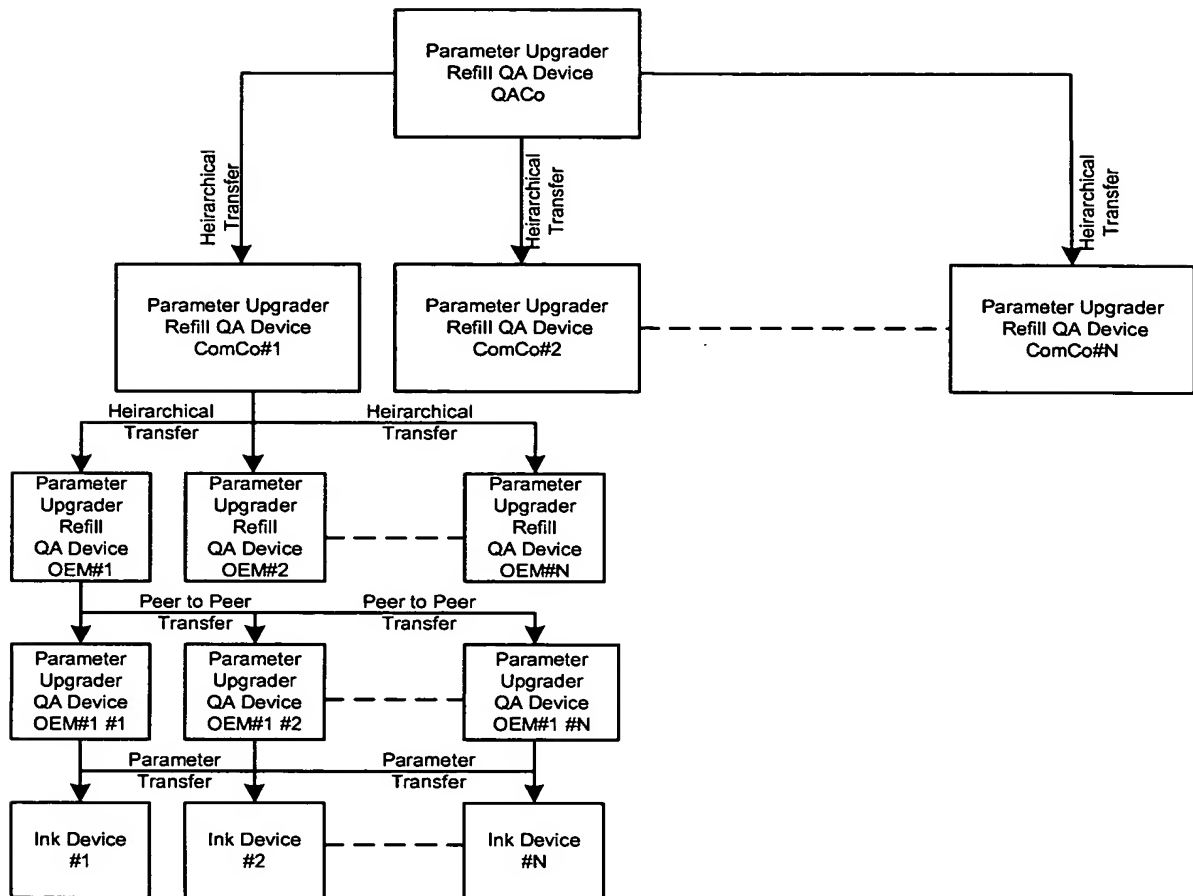 Parameter Upgrader
Refill QA Device
QACo
Heirarchical
Transfer
Heirarchical
Transfer
Heirarchical
Transfer
Parameter Upgrader
Refill QA Device
ComCo#1
Parameter Upgrader
Refill QA Device
ComCo#2
Parameter Upgrader
Refill QA Device
ComCo#N
Heirarchical
Transfer
Heirarchical
Transfer
Parameter
Upgrader
Refill
QA Device
OEM#1
Parameter
Upgrader
Refill
QA Device
OEM#2
Parameter
Upgrader
Refill
QA Device
OEM#N
Peer to Peer
Transfer
Peer to Peer
Transfer
Parameter
Upgrader
QA Device
OEM#1 #1
Parameter
Upgrader
QA Device
OEM#1 #2
Parameter
Upgrader
QA Device
OEM#1 #N
Parameter
Transfer
Parameter
Transfer
Ink Device
#1
Ink Device
#2
Ink Device
#N